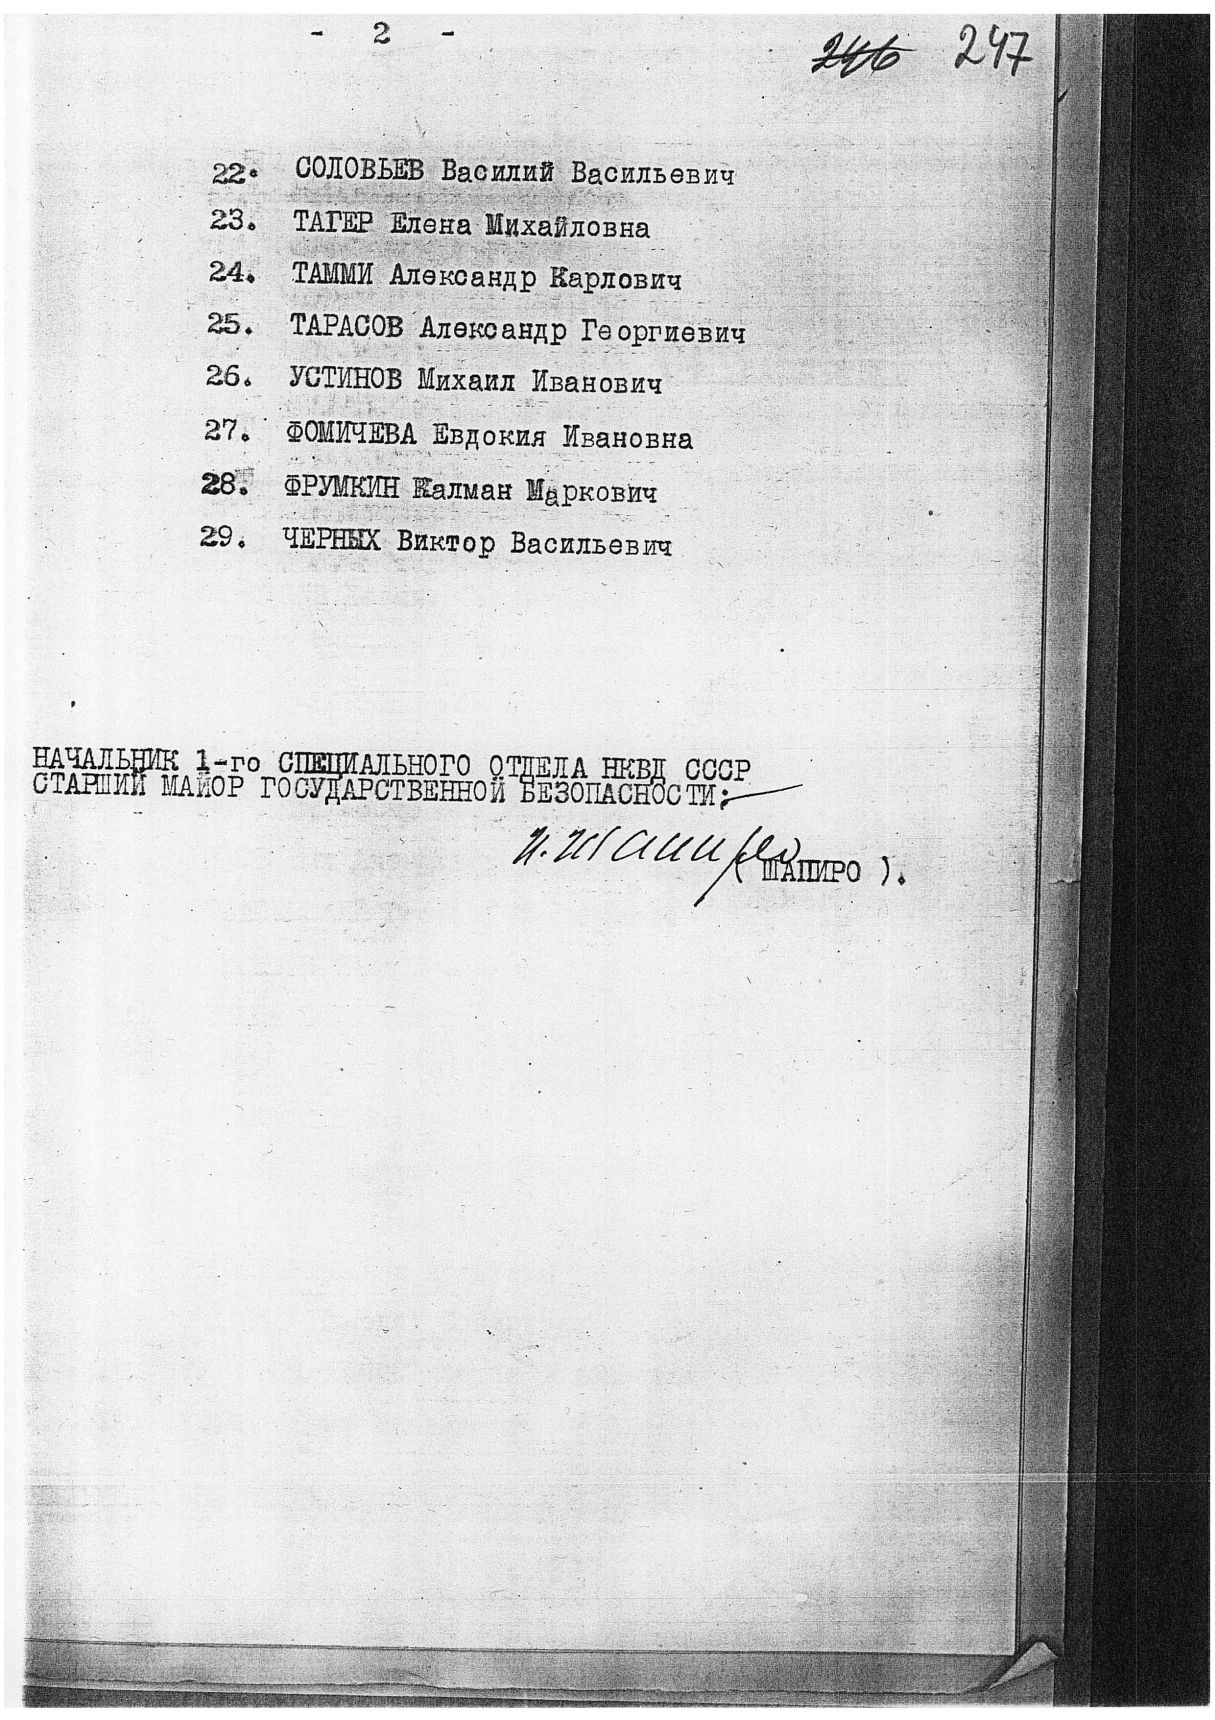 - 2 -
246 247
22. СОЛОВЬЕВ Василий Васильевич
23. ТАГЕР Елена Михайловна
24. ТАММИ Александр Карлович
25. ТАРАСОВ Александр Георгиевич
26. УСТИНОВ Михаил Иванович
27. ФОМИЧЕВА Евдокия Ивановна
28. ФРУМКИН Калман Маркович
29. ЧЕРНЫХ Виктор Васильевич
НАЧАЛЬНИК 1-го СПЕЦИАЛЬНОГО ОТДЕЛА НКВД СССР
СТАРШИЙ МАЙОР ГОСУДАРСТВЕННОЙ БЕЗОПАСНОСТИ:
И. Шапиро
( ШАПИРО ).